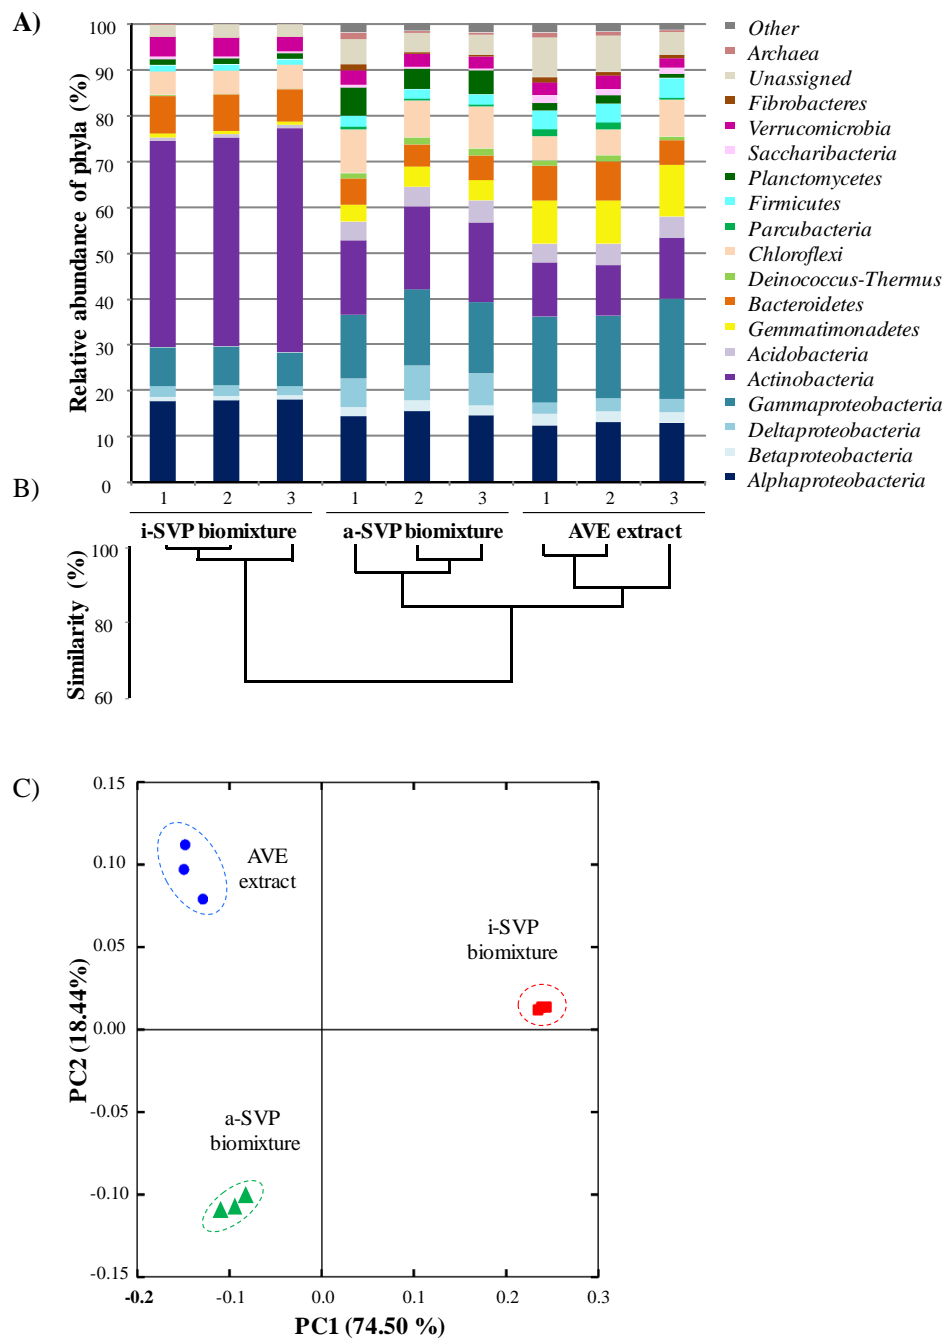 A)
Relative abundance of phyla (%)
100
90
80
70
60
50
40
30
20
10
0
Other
Archaea
Unassigned
Fibrobacteres
Verrucomicrobia
Saccharibacteria
Planctomycetes
Firmicutes
Parcubacteria
Chloroflexi
Deinococcus-Thermus
Bacteroidetes
Gemmatimonadetes
Acidobacteria
Actinobacteria
Gammaproteobacteria
Deltaproteobacteria
Betaproteobacteria
Alphaproteobacteria
1 2 3 1 2 3 1 2 3
i-SVP biomixture a-SVP biomixture AVE extract
B)
Similarity (%)
100
80
60
C)
PC2 (18.44%)
0.15
0.10
0.05
0.00
-0.05
-0.10
-0.15
AVE
extract
i-SVP
biomixture
a-SVP
biomixture
-0.2 -0.1 0.0 0.1 0.2 0.3
PC1 (74.50 %)